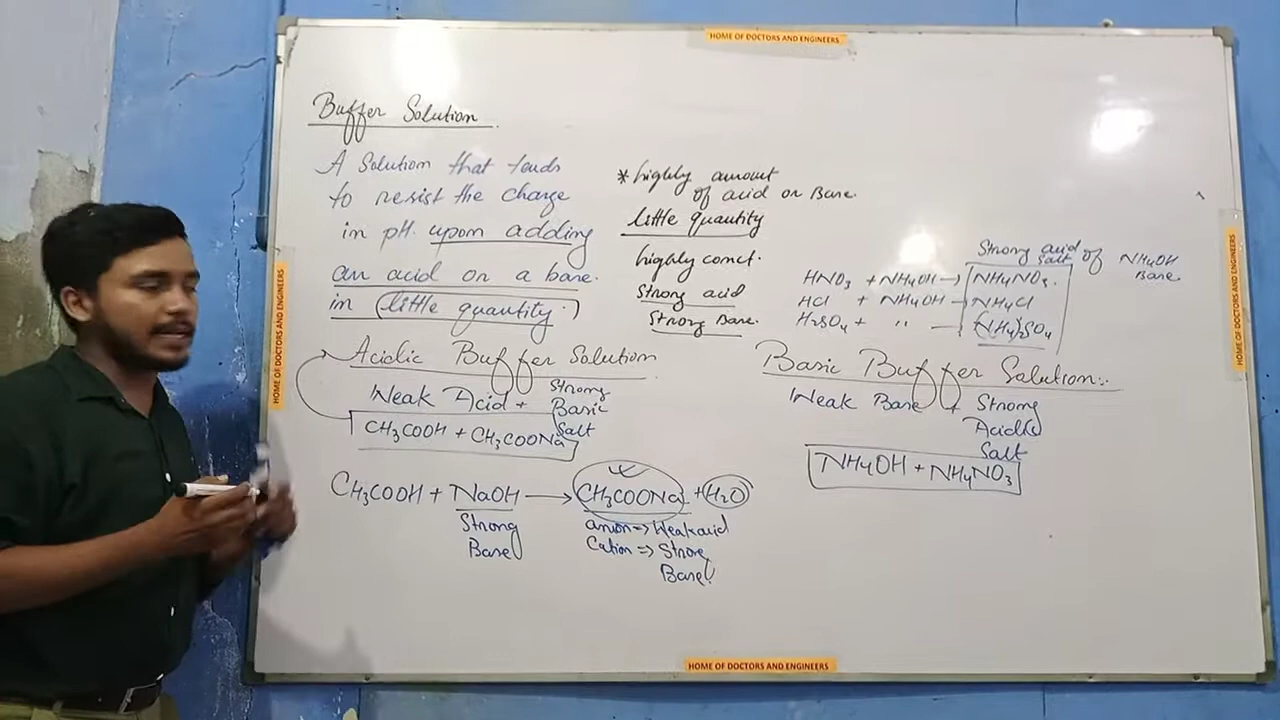 HOME OF DOCTORS AND ENGINEERS
Buffer Solution
A Solution that tends
to resist the change
in pH. upon adding
an acid or a base.
in (little quantity.)
* highly amount
of acid or Base.
little quantity
highly conct.
Strong acid
Strong Base.
Strong acid of NH4OH
salt Base
HNO3 + NH4OH → NH4NO3.
HCl + NH4OH → NH4Cl
H2SO4 + " → (NH4)2SO4
Acidic Buffer Solution
Weak Acid + Strong
Basic
Salt
CH3COOH + CH3COONa
CH3COOH + NaOH → CH3COONa + H2O
Strong
Base
anion => Weak acid
Cation => Strong
Base
Basic Buffer Solution:-
Weak Base + Strong
Acidic
Salt
NH4OH + NH4NO3
HOME OF DOCTORS AND ENGINEERS
HOME OF DOCTORS AND ENGINEERS
HOME OF DOCTORS AND ENGINEERS